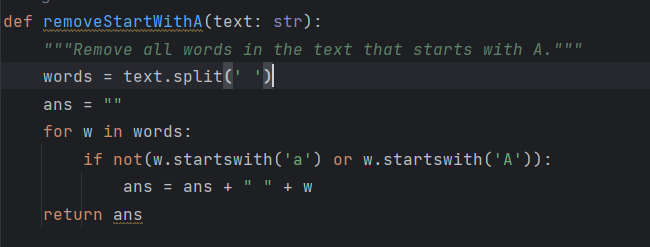 def removeStartWithA(text: str):
    """Remove all words in the text that starts with A."""
    words = text.split(' ')
    ans = ""
    for w in words:
        if not(w.startswith('a') or w.startswith('A')):
            ans = ans + " " + w
    return ans